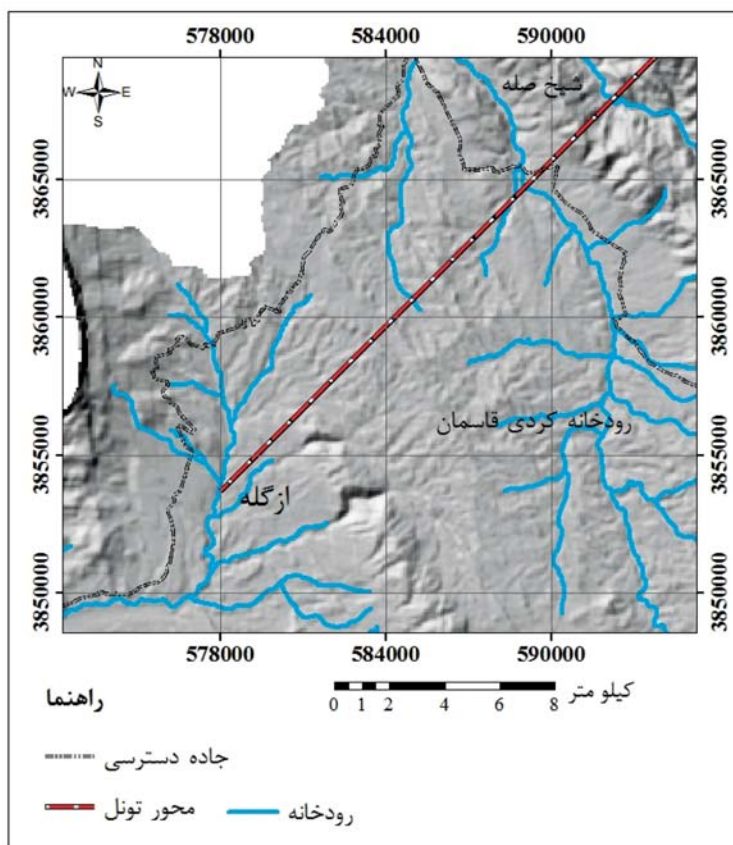 578000 584000 590000
N
W E
S
شیخ صله
3865000 3865000
3860000 3860000
رودخانه کردی قاسمان
3855000 3855000
ازگله
3850000 3850000
578000 584000 590000
کیلو متر
0 1 2 4 6 8
راهنما
جاده دسترسی
محور تونل رودخانه